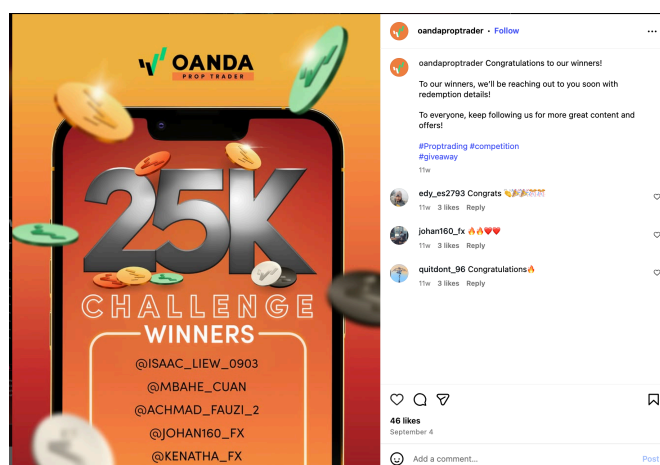 OANDA
PROP TRADER
25K
CHALLENGE
WINNERS
@ISAAC_LIEW_0903
@MBAHE_CUAN
@ACHMAD_FAUZI_2
@JOHAN160_FX
@KENATHA_FX
oandaproptrader • Follow
oandaproptrader Congratulations to our winners!
To our winners, we'll be reaching out to you soon with
redemption details!
To everyone, keep following us for more great content and
offers!
#Proptrading #competition
#giveaway
11w
edy_es2793 Congrats
11w 3 likes Reply
johan160_fx
11w 3 likes Reply
quitdont_96 Congratulations
11w 3 likes Reply
46 likes
September 4
Add a comment...
Post